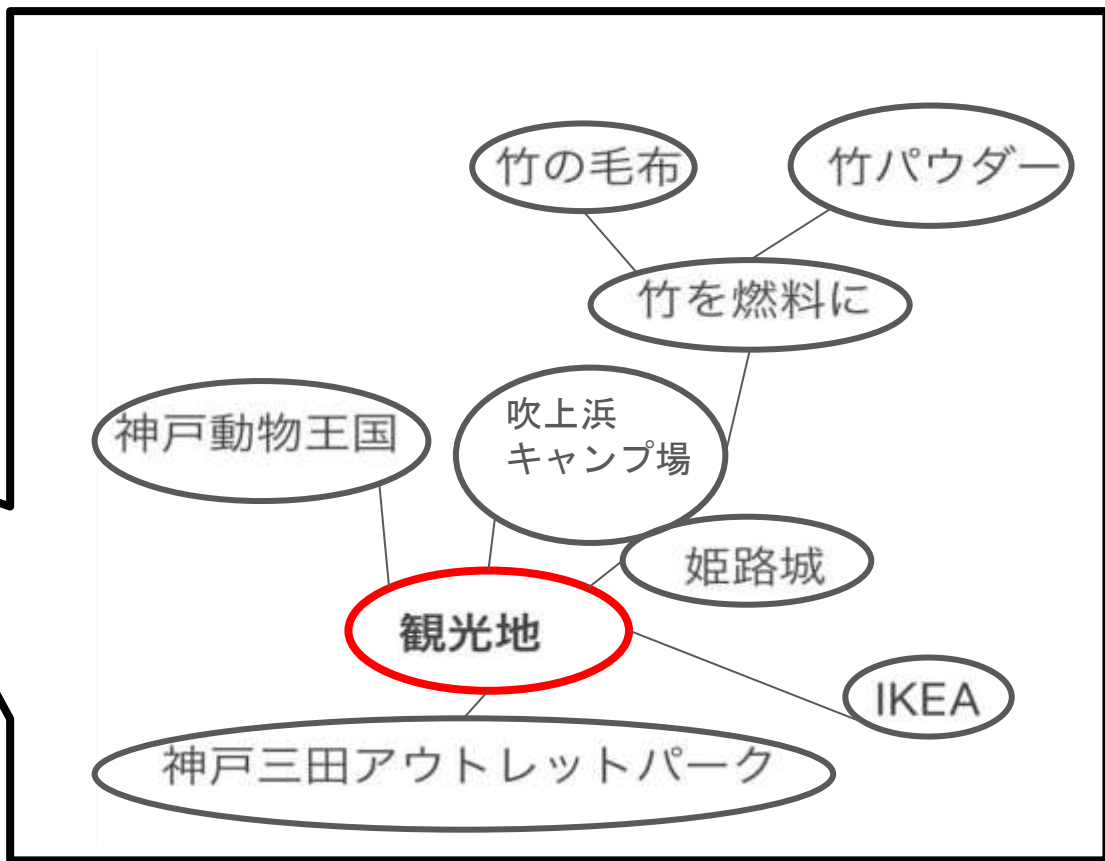 竹の毛布
竹パウダー
竹を燃料に
吹上浜
キャンプ場
神戸動物王国
姫路城
観光地
IKEA
神戸三田アウトレットパーク